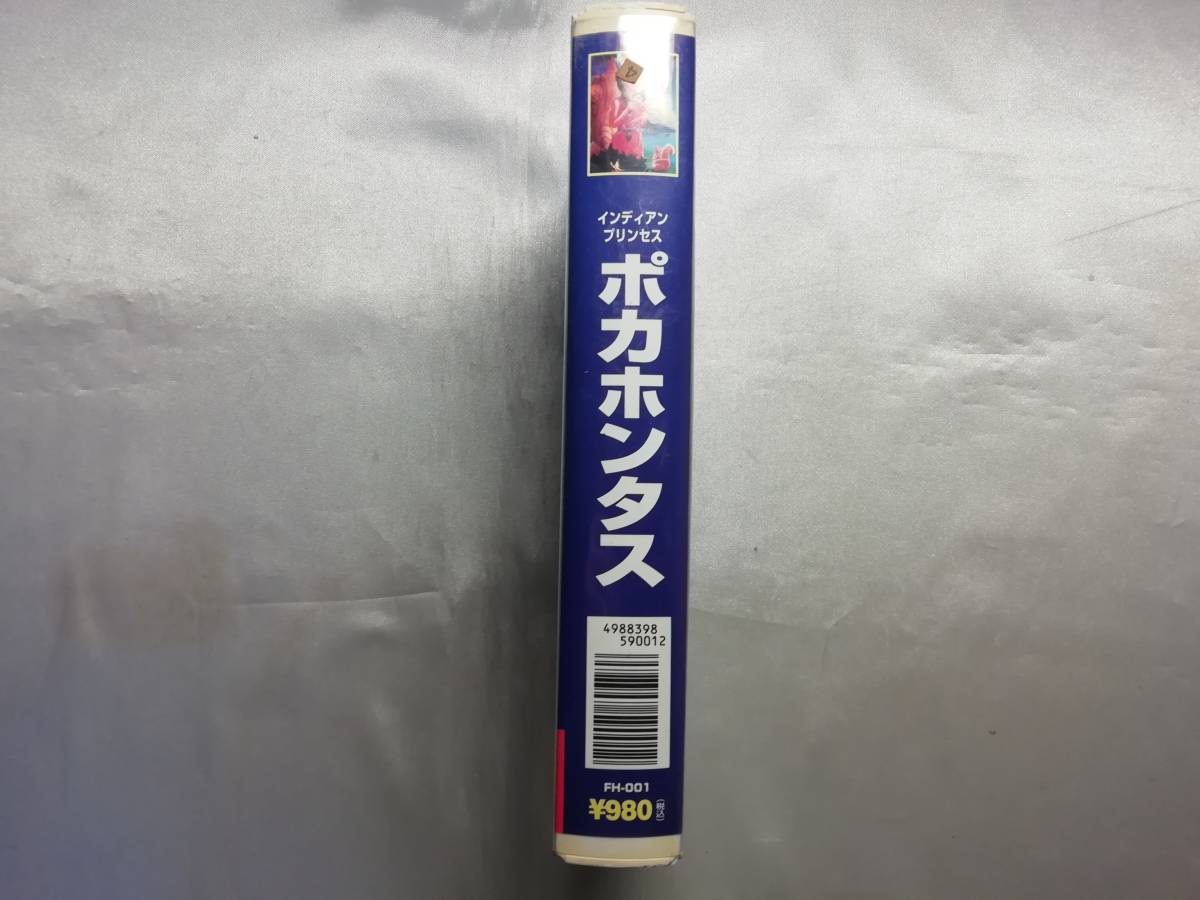 4
インディアン
プリンセス
ポカホンタス
4988398
590012
FH-001
¥980(税込)